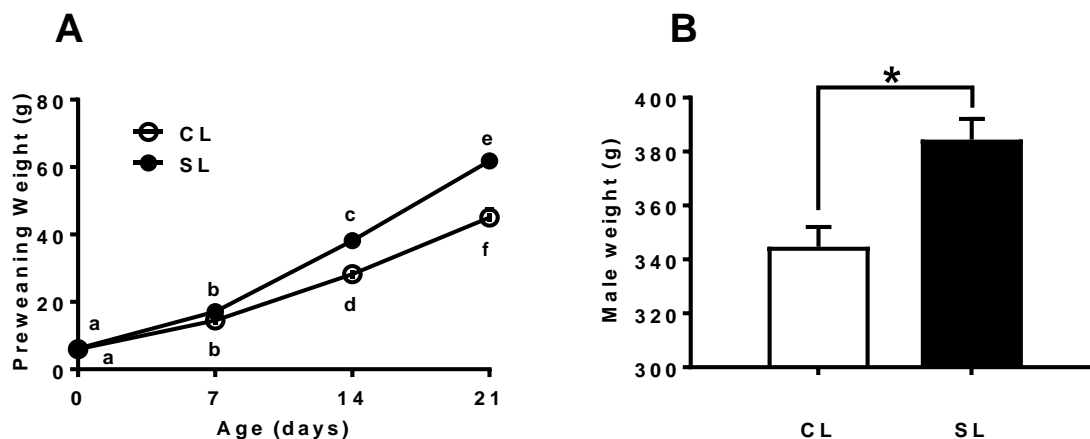 A
Preweaning Weight (g)
80
60
40
20
0
CL
SL
a
a
b
b
c
d
e
f
0 7 14 21
Age (days)
B
Male weight (g)
400
380
360
340
320
300
*
CL SL